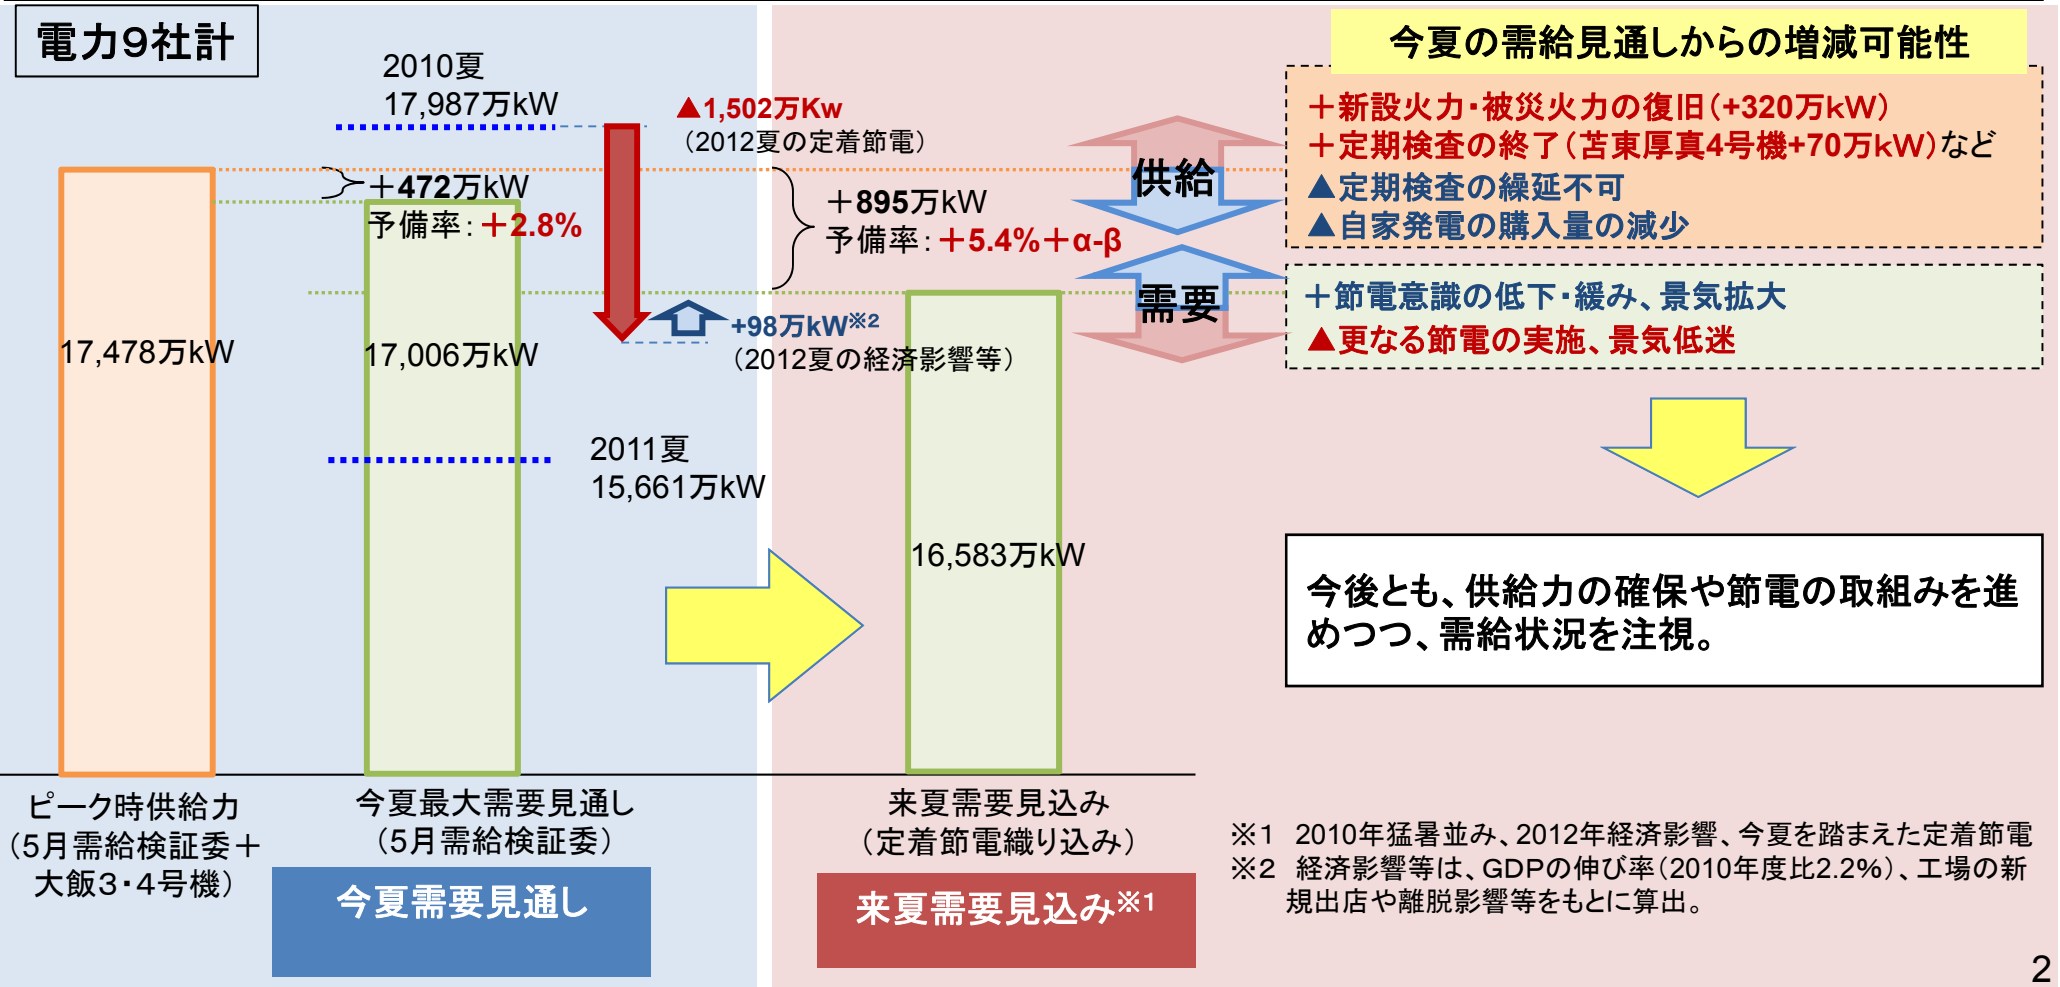 電力9社計
2010夏
17,987万kW
▲1,502万Kw
（2012夏の定着節電）
＋472万kW
予備率：＋2.8%
17,478万kW
17,006万kW
+98万kW※2
（2012夏の経済影響等）
2011夏
15,661万kW
＋895万kW
予備率：＋5.4%＋α-β
16,583万kW
供給
需要
今夏の需給見通しからの増減可能性
＋新設火力・被災火力の復旧（+320万kW）
＋定期検査の終了（苫東厚真4号機+70万kW）など
▲定期検査の繰延不可
▲自家発電の購入量の減少
＋節電意識の低下・緩み、景気拡大
▲更なる節電の実施、景気低迷
今後とも、供給力の確保や節電の取組みを進
めつつ、需給状況を注視。
ピーク時供給力
（5月需給検証委＋
大飯3・4号機）
今夏最大需要見通し
（5月需給検証委）
今夏需要見通し
来夏需要見込み
（定着節電織り込み）
来夏需要見込み※1
※1　2010年猛暑並み、2012年経済影響、今夏を踏まえた定着節電
※2　経済影響等は、GDPの伸び率（2010年度比2.2%）、工場の新
規出店や離脱影響等をもとに算出。
2